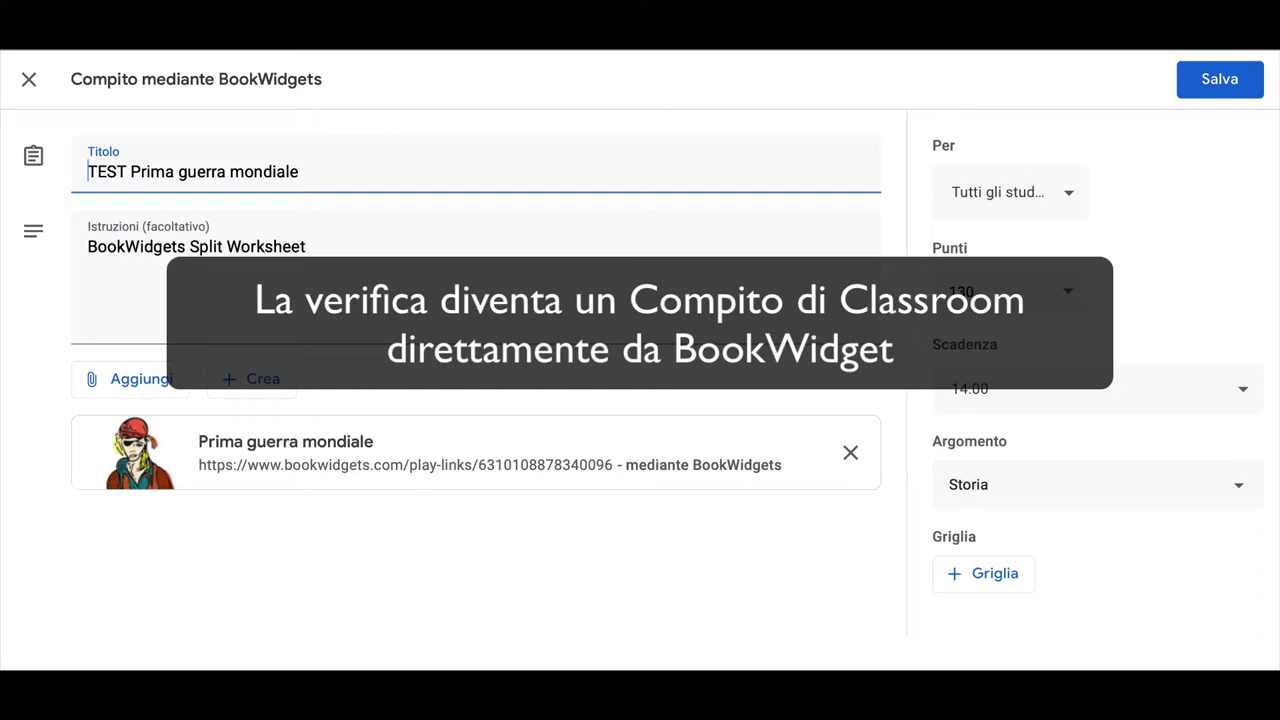 Compito mediante BookWidgets
Salva
Titolo
TEST Prima guerra mondiale
Istruzioni (facoltativo)
BookWidgets Split Worksheet
La verifica diventa un Compito di Classroom
direttamente da BookWidget
Aggiungi
+ Crea
Prima guerra mondiale
https://www.bookwidgets.com/play-links/6310108878340096 - mediante BookWidgets
Per
Tutti gli stud...
Punti
130
Scadenza
14:00
Argomento
Storia
Griglia
+ Griglia